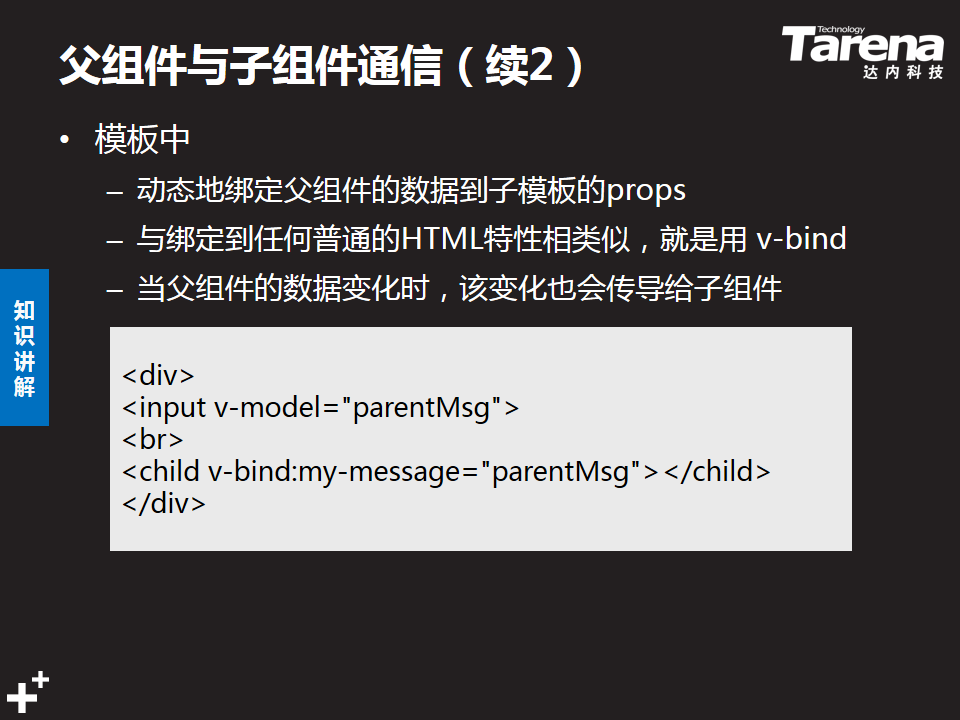 父组件与子组件通信（续2）
Technology
Tarena
达内科技
• 模板中
– 动态地绑定父组件的数据到子模板的props
– 与绑定到任何普通的HTML特性相类似，就是用 v-bind
– 当父组件的数据变化时，该变化也会传导给子组件
知识讲解
<div>
<input v-model="parentMsg">
<br>
<child v-bind:my-message="parentMsg"></child>
</div>